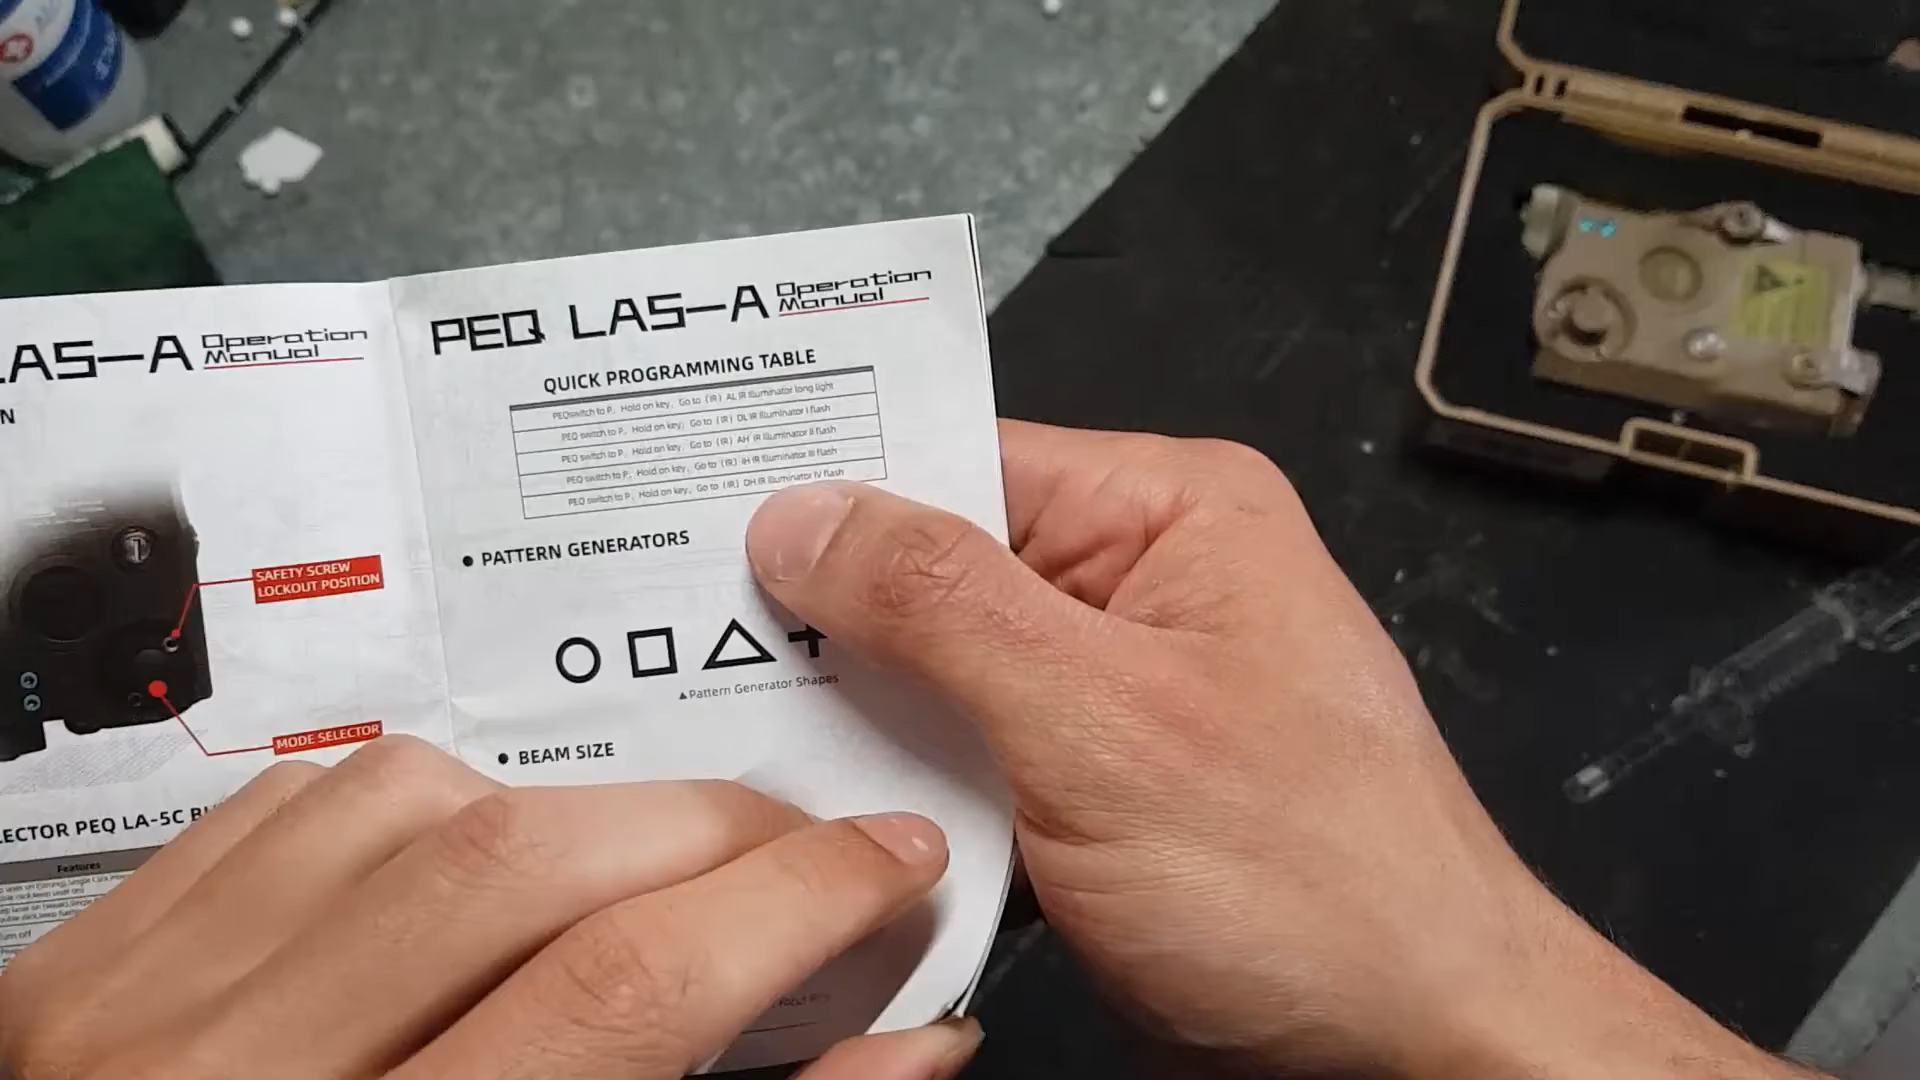 LAS—A Operation Manual
N
SAFETY SCREW
LOCKOUT POSITION
MODE SELECTOR
ECTOR PEQ LA-5C B
Features
Turn off
PEQ LAS—A Operation Manual
QUICK PROGRAMMING TABLE
PEQswitch to P, Hold on key, Go to (IR) AL IR Illuminator long light
PEQ switch to P, Hold on key, Go to (IR) DL IR Illuminator I flash
PEQ switch to P, Hold on key, Go to (IR) AH IR Illuminator II flash
PEQ switch to P, Hold on key, Go to (IR) IH IR Illuminator III flash
PEQ switch to P, Hold on key, Go to (IR) DH IR Illuminator IV flash
● PATTERN GENERATORS
▲Pattern Generator Shapes
● BEAM SIZE